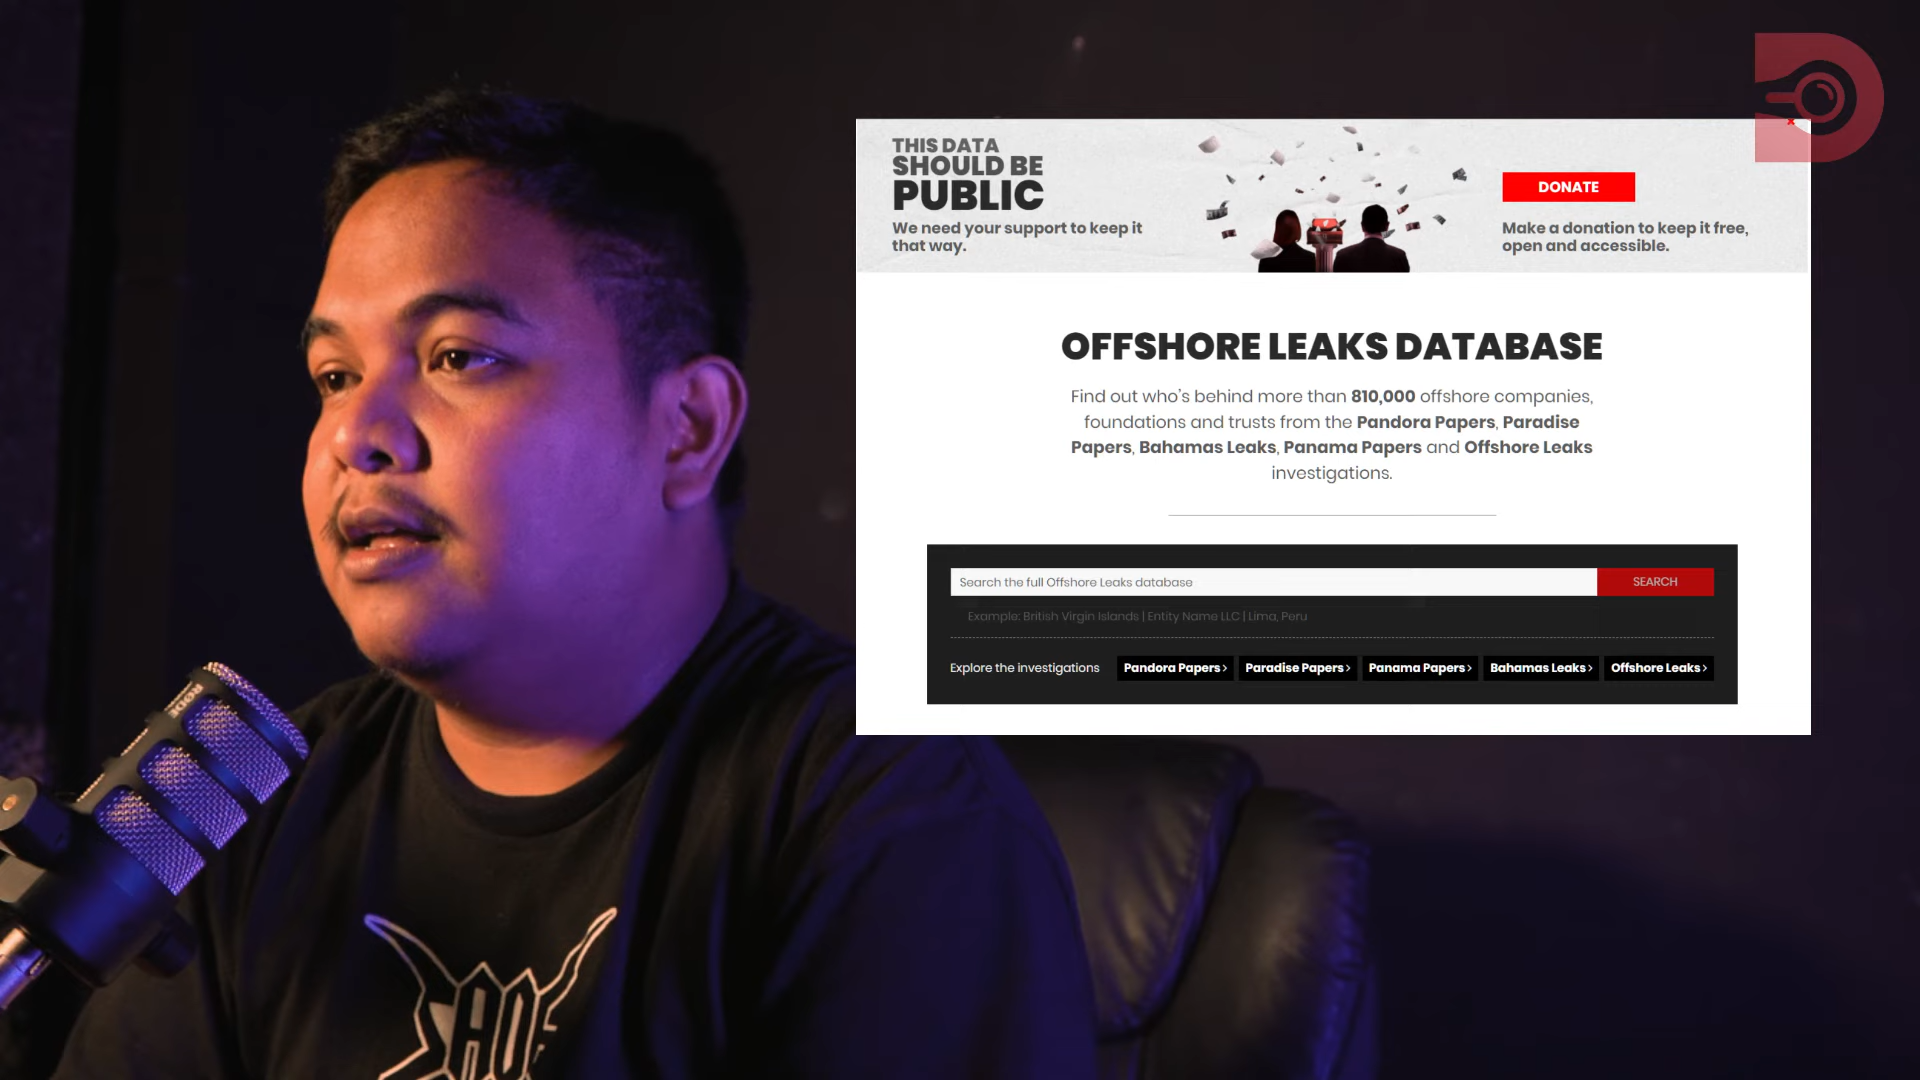 THIS DATA
SHOULD BE
PUBLIC
We need your support to keep it
that way.
DONATE
Make a donation to keep it free,
open and accessible.
OFFSHORE LEAKS DATABASE
Find out who's behind more than 810,000 offshore companies,
foundations and trusts from the Pandora Papers, Paradise
Papers, Bahamas Leaks, Panama Papers and Offshore Leaks
investigations.
Search the full Offshore Leaks database
SEARCH
Example: British Virgin Islands | Entity Name LLC | Lima, Peru
Explore the investigations
Pandora Papers >
Paradise Papers >
Panama Papers >
Bahamas Leaks >
Offshore Leaks >
RODE